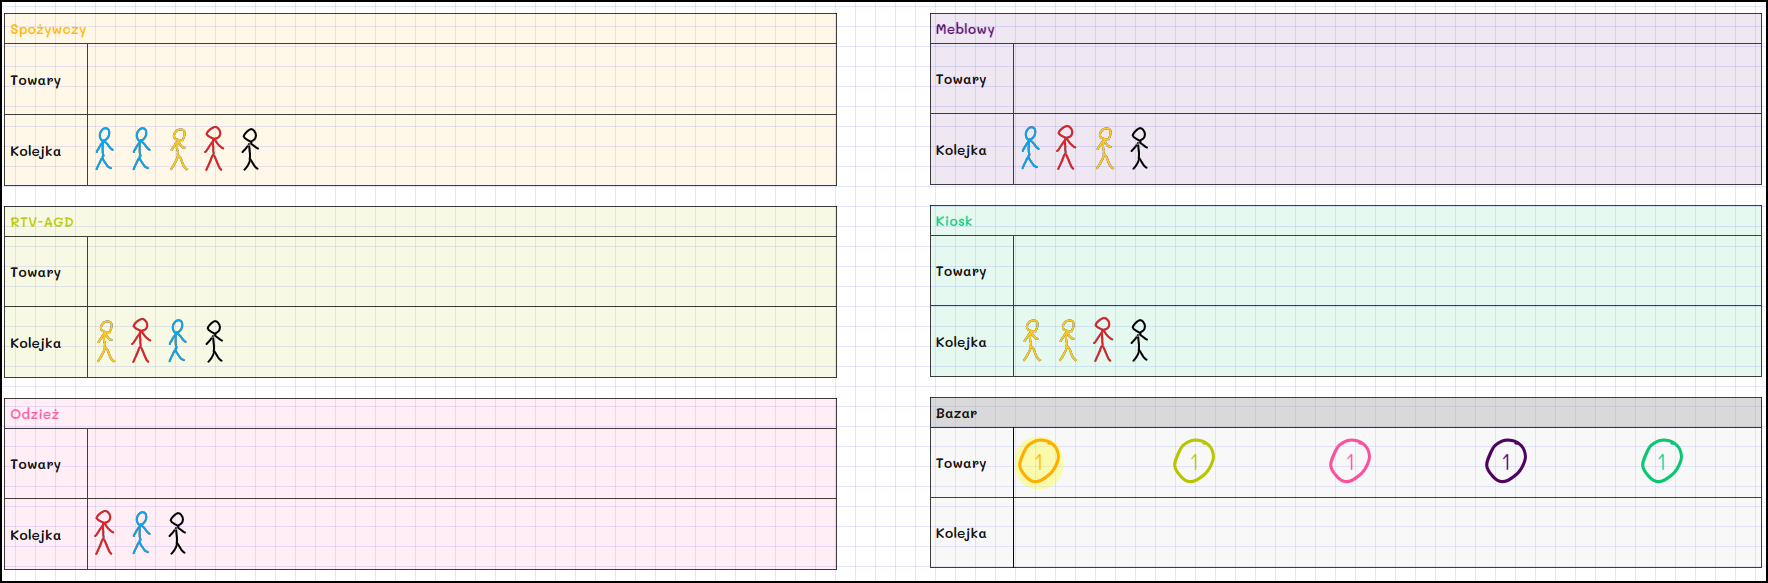 Spożywczy
Towary
Kolejka
RTV-AGD
Towary
Kolejka
Odzież
Towary
Kolejka
Meblowy
Towary
Kolejka
Kiosk
Towary
Kolejka
Bazar
Towary 1 1 1 1 1
Kolejka